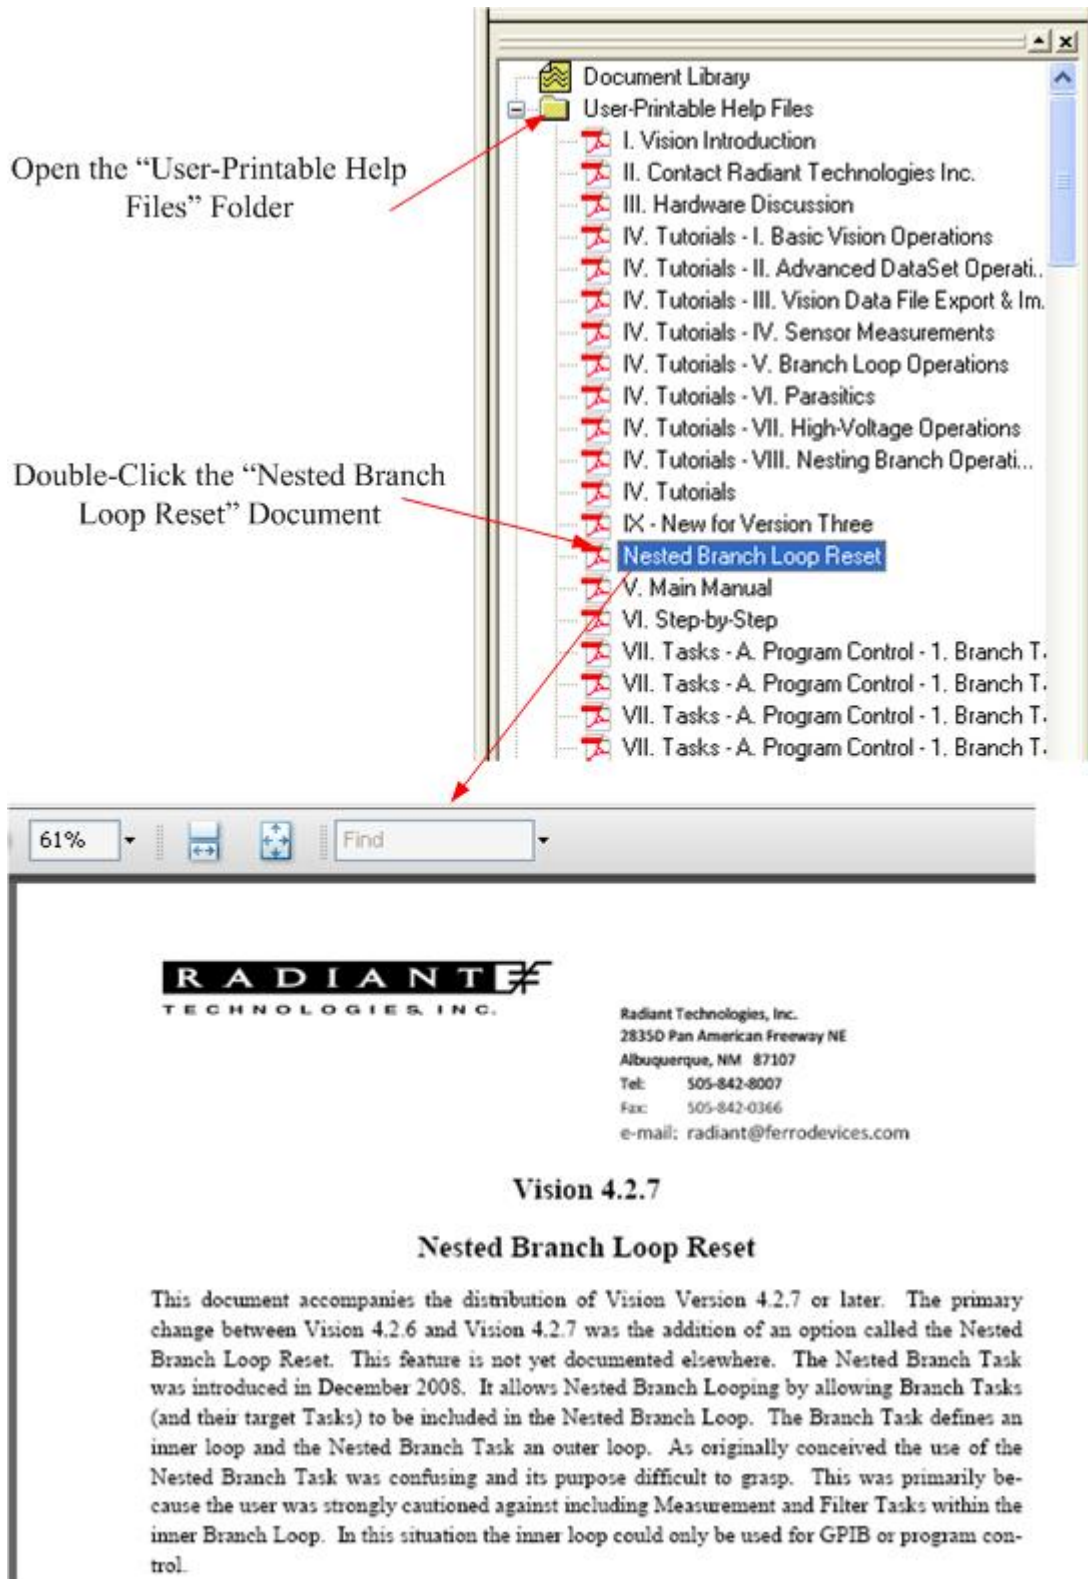 Document Library
User-Printable Help Files
I. Vision Introduction
II. Contact Radiant Technologies Inc.
III. Hardware Discussion
IV. Tutorials - I. Basic Vision Operations
IV. Tutorials - II. Advanced DataSet Operati..
IV. Tutorials - III. Vision Data File Export & Im.
IV. Tutorials - IV. Sensor Measurements
IV. Tutorials - V. Branch Loop Operations
IV. Tutorials - VI. Parasitics
IV. Tutorials - VII. High-Voltage Operations
IV. Tutorials - VIII. Nesting Branch Operati...
IV. Tutorials
IX - New for Version Three
Nested Branch Loop Reset
V. Main Manual
VI. Step-by-Step
VII. Tasks - A. Program Control - 1. Branch T.
VII. Tasks - A. Program Control - 1. Branch T.
VII. Tasks - A. Program Control - 1. Branch T.
VII. Tasks - A. Program Control - 1. Branch T.
Open the “User-Printable Help
Files” Folder
Double-Click the “Nested Branch
Loop Reset” Document
61%
Find
RADIANT
TECHNOLOGIES, INC.
Radiant Technologies, Inc.
2835D Pan American Freeway NE
Albuquerque, NM 87107
Tel: 505-842-8007
Fax: 505-842-0366
e-mail: radiant@ferrodevices.com
Vision 4.2.7
Nested Branch Loop Reset
This document accompanies the distribution of Vision Version 4.2.7 or later. The primary
change between Vision 4.2.6 and Vision 4.2.7 was the addition of an option called the Nested
Branch Loop Reset. This feature is not yet documented elsewhere. The Nested Branch Task
was introduced in December 2008. It allows Nested Branch Looping by allowing Branch Tasks
(and their target Tasks) to be included in the Nested Branch Loop. The Branch Task defines an
inner loop and the Nested Branch Task an outer loop. As originally conceived the use of the
Nested Branch Task was confusing and its purpose difficult to grasp. This was primarily be-
cause the user was strongly cautioned against including Measurement and Filter Tasks within the
inner Branch Loop. In this situation the inner loop could only be used for GPIB or program con-
trol.